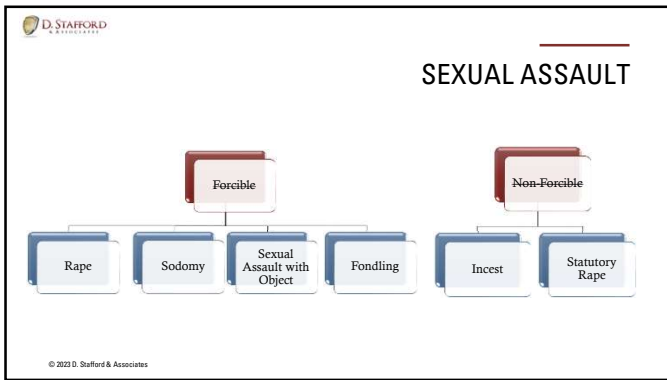 D. STAFFORD
& ASSOCIATES
SEXUAL ASSAULT
Forcible
Non-Forcible
Rape
Sodomy
Sexual
Assault with
Object
Fondling
Incest
Statutory
Rape
© 2023 D. Stafford & Associates